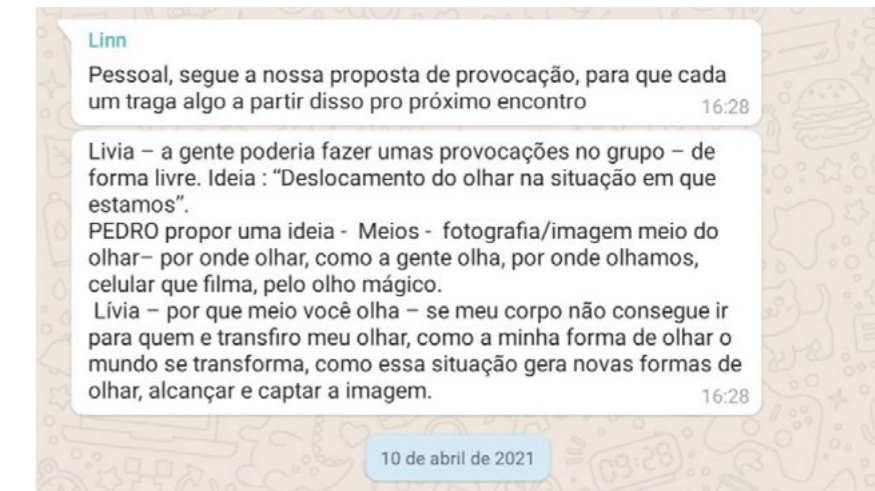 Linn
Pessoal, segue a nossa proposta de provocação, para que cada
um traga algo a partir disso pro próximo encontro
16:28
Livia – a gente poderia fazer umas provocações no grupo – de
forma livre. Ideia : “Deslocamento do olhar na situação em que
estamos”.
PEDRO propor uma ideia - Meios - fotografia/imagem meio do
olhar– por onde olhar, como a gente olha, por onde olhamos,
celular que filma, pelo olho mágico.
Lívia – por que meio você olha – se meu corpo não consegue ir
para quem e transfiro meu olhar, como a minha forma de olhar o
mundo se transforma, como essa situação gera novas formas de
olhar, alcançar e captar a imagem.
16:28
10 de abril de 2021